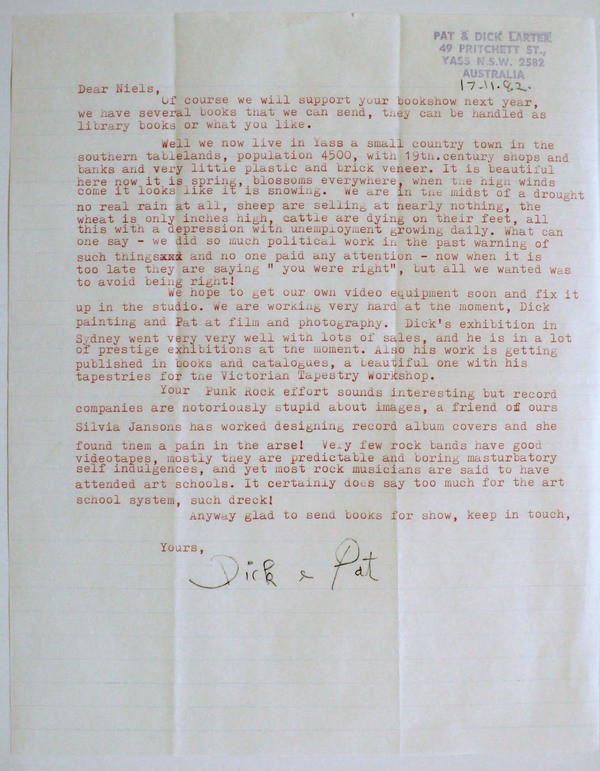 PAT & DICK LARTER
49 PRITCHETT ST.,
YASS N.S.W. 2582
AUSTRALIA
17.11.82.
Dear Niels,
Of course we will support your bookshow next year,
we have several books that we can send, they can be handled as
library books or what you like.
Well we now live in Yass a small country town in the
southern tablelands, population 4500, with 19th.century shops and
banks and very little plastic and brick veneer. It is beautiful
here now it is spring, blossoms everywhere, when the high winds
come it looks like it is snowing. We are in the midst of a drought
no real rain at all, sheep are selling at nearly nothing, the
wheat is only inches high, cattle are dying on their feet, all
this with a depression with unemployment growing daily. What can
one say - we did so much political work in the past warning of
such thingsxxx and no one paid any attention - now when it is
too late they are saying " you were right", but all we wanted was
to avoid being right!
We hope to get our own video equipment soon and fix it
up in the studio. We are working very hard at the moment, Dick
painting and Pat at film and photography. Dick's exhibition in
Sydney went very very well with lots of sales, and he is in a lot
of prestige exhibitions at the moment. Also his work is getting
published in books and catalogues, a beautiful one with his
tapestries for the Victorian Tapestry Workshop.
Your Punk Rock effort sounds interesting but record
companies are notoriously stupid about images, a friend of ours
Silvia Jansons has worked designing record album covers and she
found them a pain in the arse! Very few rock bands have good
videotapes, mostly they are predictable and boring masturbatory
self indulgences, and yet most rock musicians are said to have
attended art schools. It certainly does say too much for the art
school system, such dreck!
Anyway glad to send books for show, keep in touch,
Yours,
Dick & Pat